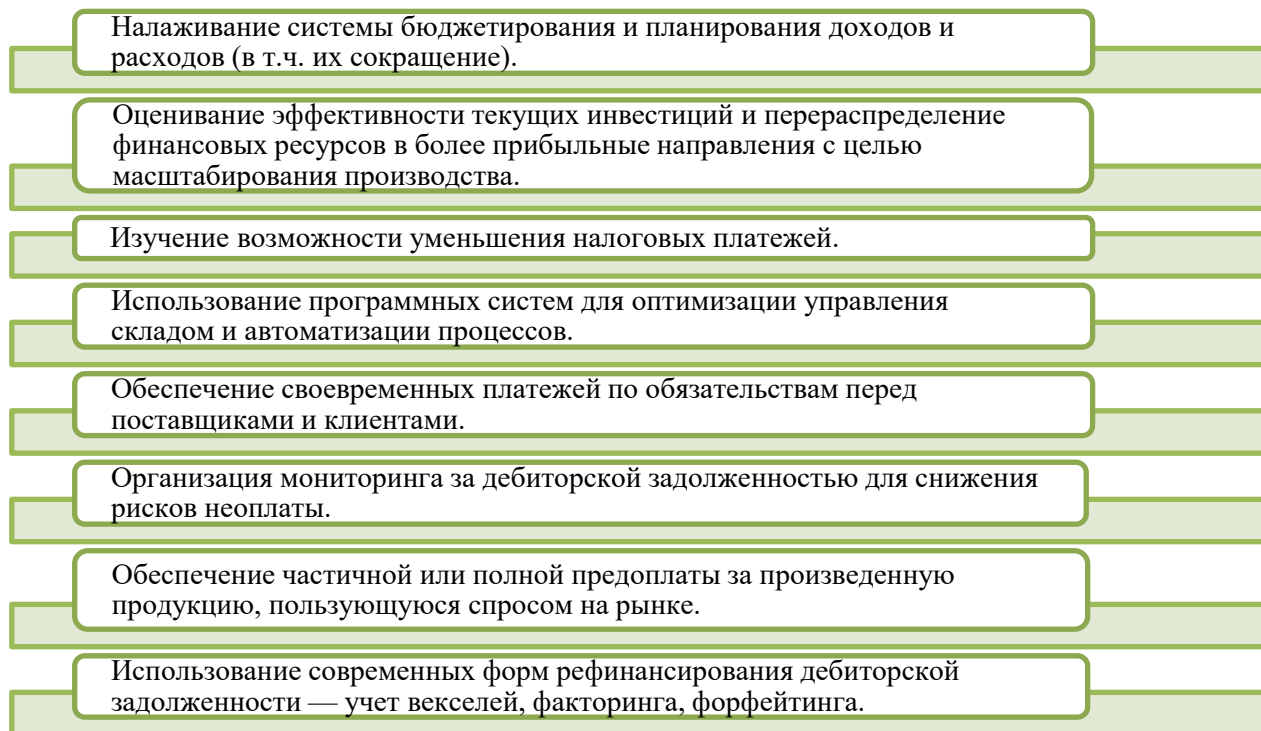 Налаживание системы бюджетирования и планирования доходов и
расходов (в т.ч. их сокращение).
Оценивание эффективности текущих инвестиций и перераспределение
финансовых ресурсов в более прибыльные направления с целью
масштабирования производства.
Изучение возможности уменьшения налоговых платежей.
Использование программных систем для оптимизации управления
складом и автоматизации процессов.
Обеспечение своевременных платежей по обязательствам перед
поставщиками и клиентами.
Организация мониторинга за дебиторской задолженностью для снижения
рисков неоплаты.
Обеспечение частичной или полной предоплаты за произведенную
продукцию, пользующуюся спросом на рынке.
Использование современных форм рефинансирования дебиторской
задолженности — учет векселей, факторинга, форфейтинга.